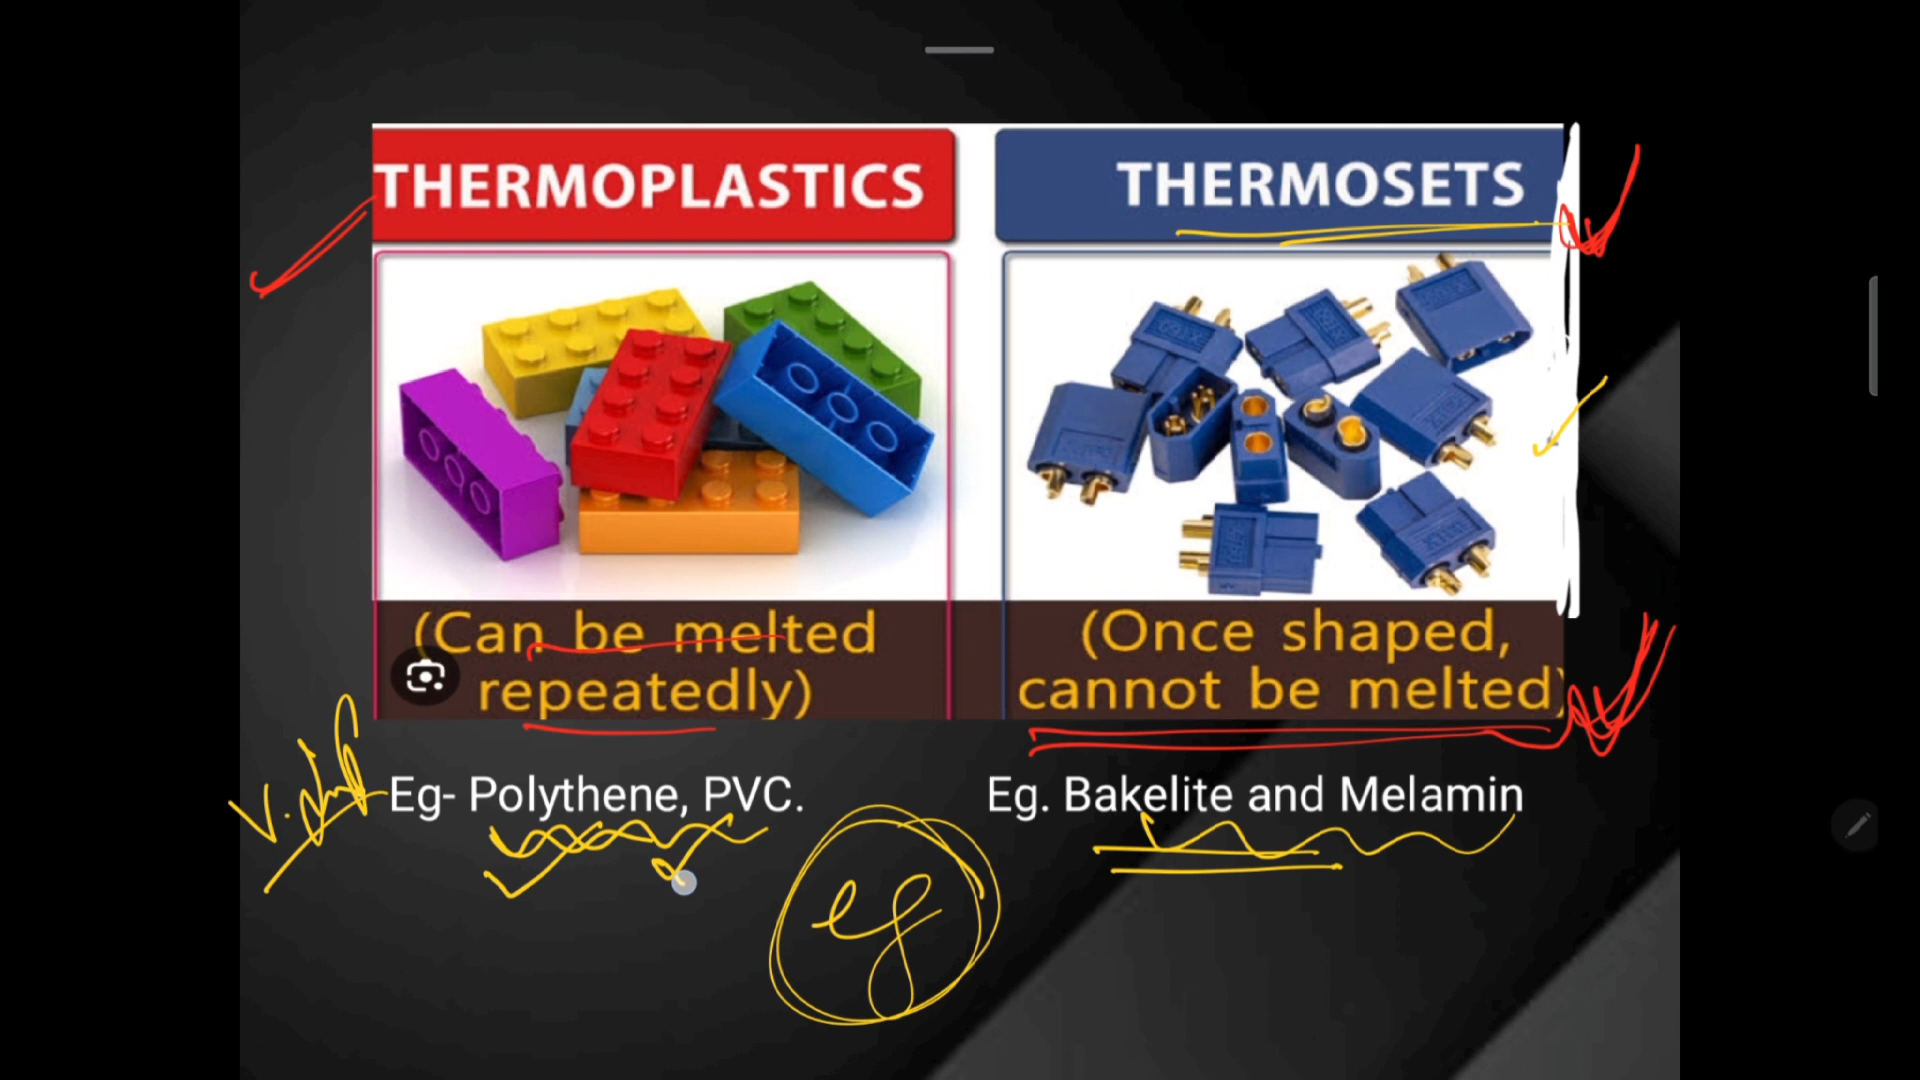 THERMOPLASTICS
THERMOSETS
(Can be melted
repeatedly)
(Once shaped,
cannot be melted)
Eg- Polythene, PVC.
Eg. Bakelite and Melamin
eg